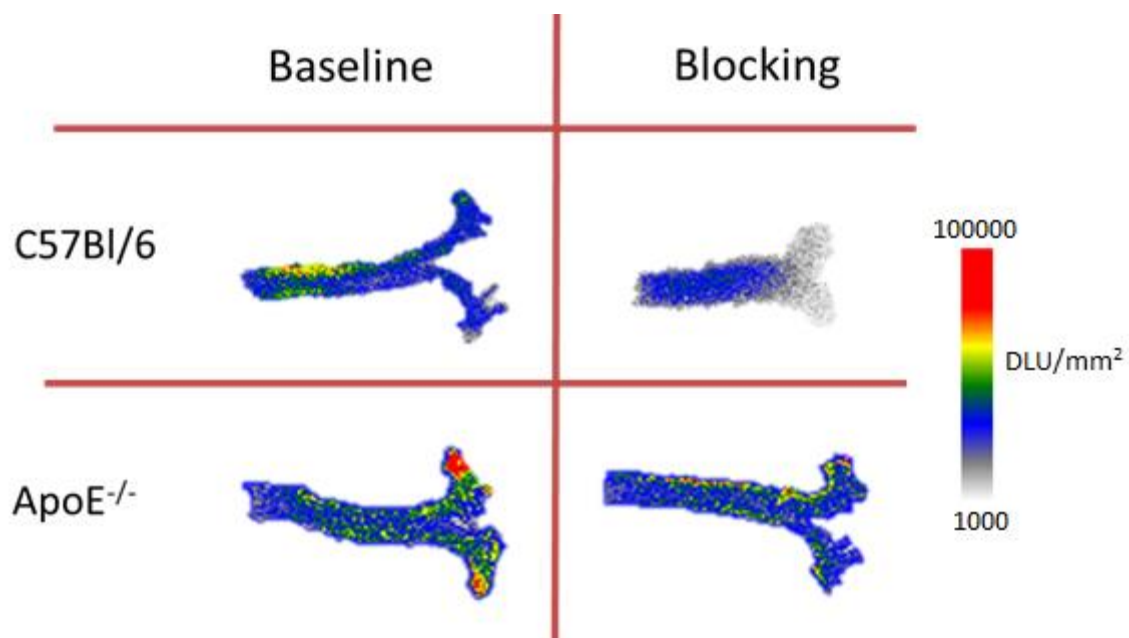 Baseline
Blocking
C57Bl/6
100000
DLU/mm²
1000
ApoE⁻/⁻